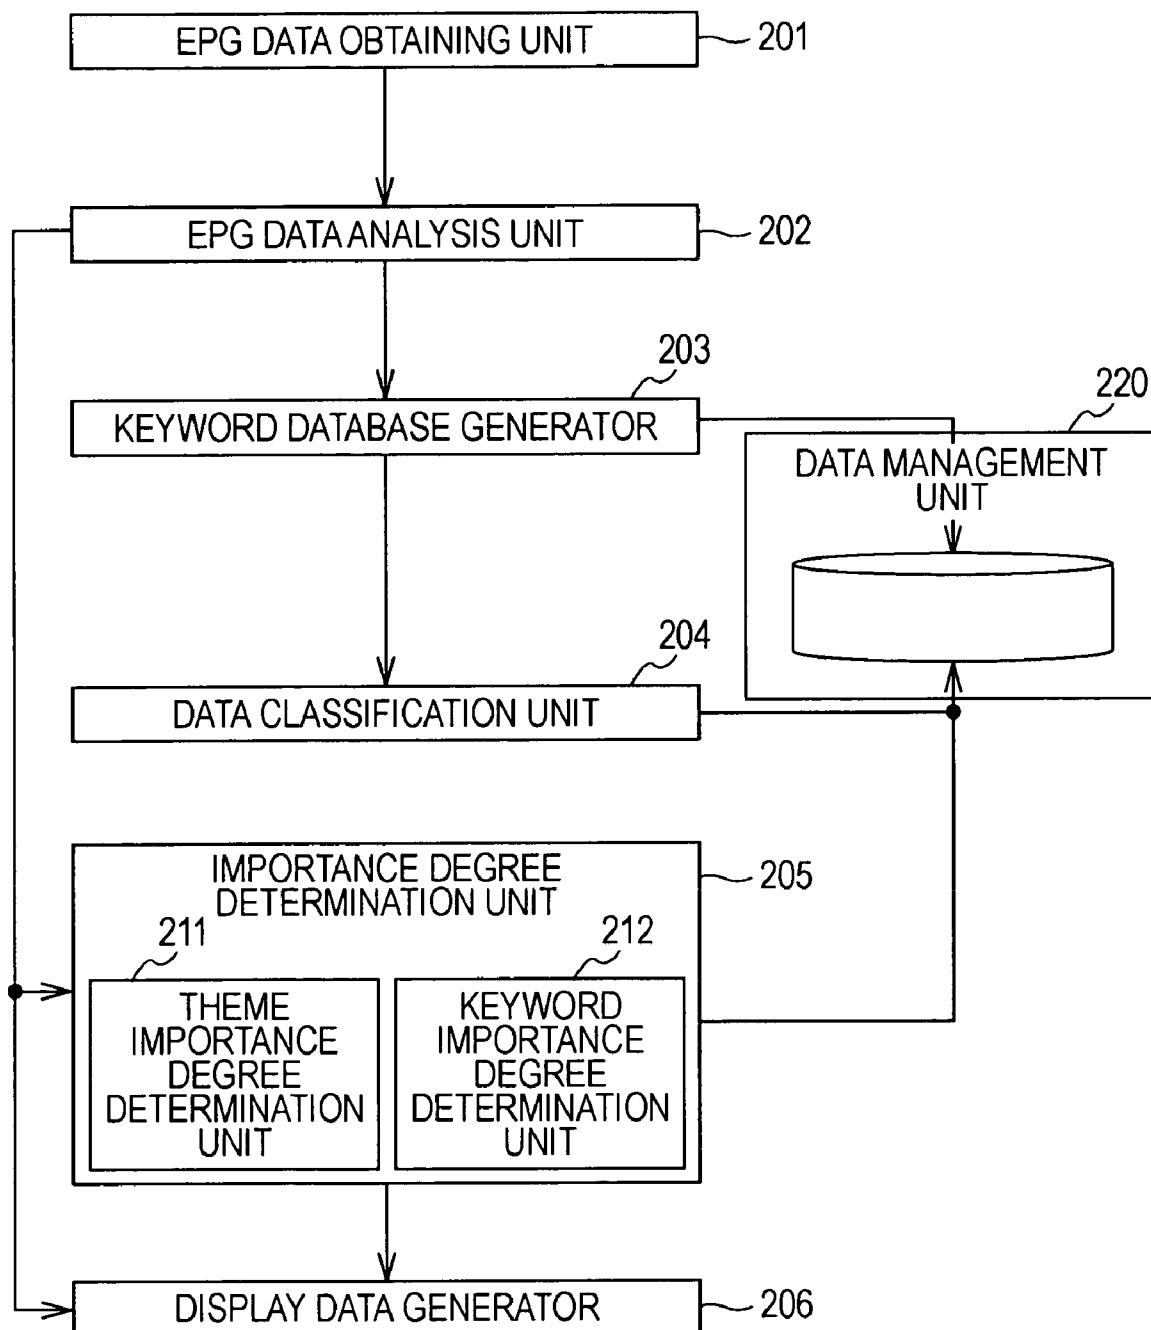 EPG DATA OBTAINING UNIT
201
EPG DATA ANALYSIS UNIT
202
203
KEYWORD DATABASE GENERATOR
220
DATA MANAGEMENT
UNIT
204
DATA CLASSIFICATION UNIT
IMPORTANCE DEGREE
DETERMINATION UNIT
205
211
THEME
IMPORTANCE
DEGREE
DETERMINATION
UNIT
212
KEYWORD
IMPORTANCE
DEGREE
DETERMINATION
UNIT
DISPLAY DATA GENERATOR
206